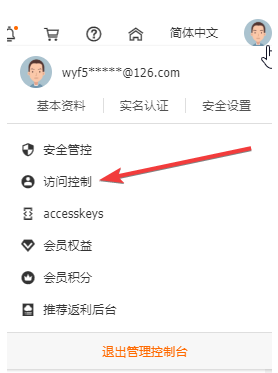 简体中文
wyf5*****@126.com
基本资料 实名认证 安全设置
安全管控
访问控制
accesskeys
会员权益
会员积分
推荐返利后台
退出管理控制台